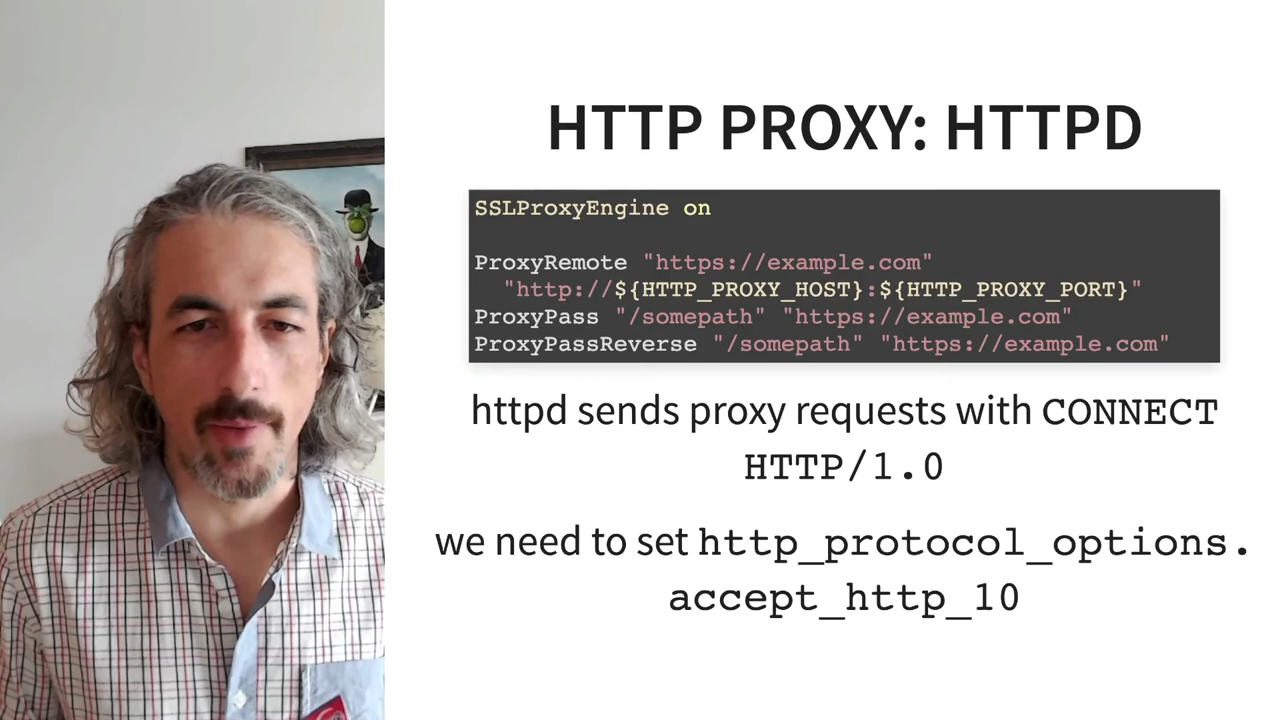 HTTP PROXY: HTTPD
SSLProxyEngine on
ProxyRemote "https://example.com"
"http://${HTTP_PROXY_HOST}:${HTTP_PROXY_PORT}"
ProxyPass "/somepath" "https://example.com"
ProxyPassReverse "/somepath" "https://example.com"
httpd sends proxy requests with CONNECT
HTTP/1.0
we need to set http_protocol_options.
accept_http_10